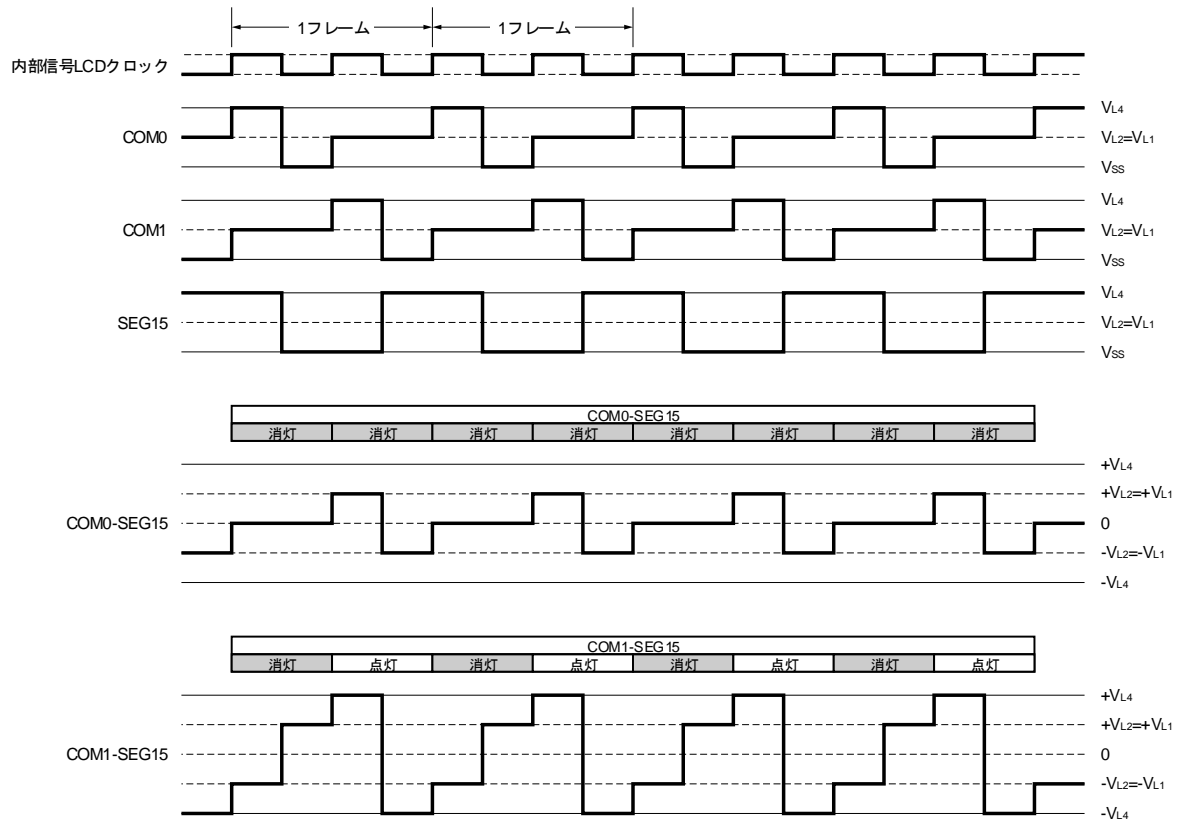 1フレーム 1フレーム
内部信号LCDクロック
VL4
COM0 VL2=VL1
VSS
VL4
COM1 VL2=VL1
VSS
VL4
SEG15 VL2=VL1
VSS
COM0-SEG15
消灯 消灯 消灯 消灯 消灯 消灯 消灯 消灯
+VL4
+VL2=+VL1
COM0-SEG15 0
-VL2=-VL1
-VL4
COM1-SEG15
消灯 点灯 消灯 点灯 消灯 点灯 消灯 点灯
+VL4
+VL2=+VL1
COM1-SEG15 0
-VL2=-VL1
-VL4